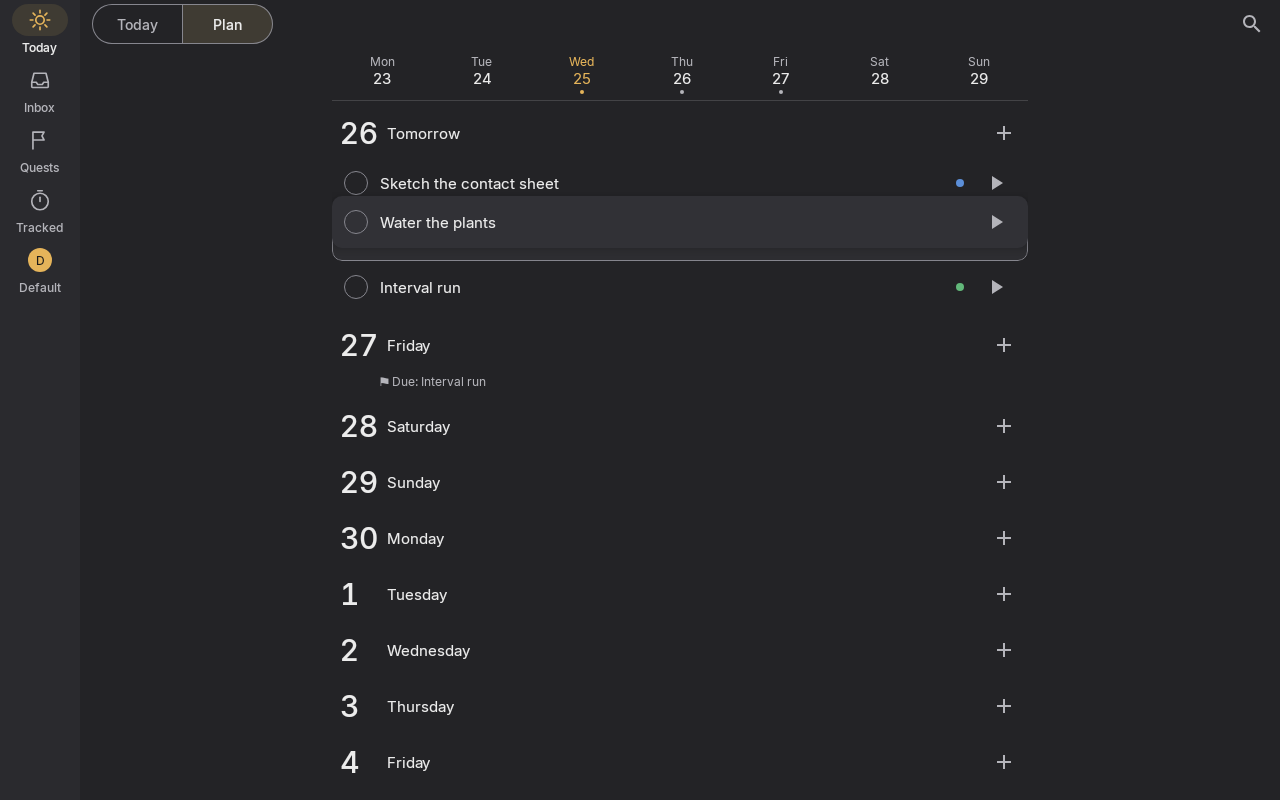 Today
Inbox
Quests
Tracked
D
Default
Today Plan
Mon Tue Wed Thu Fri Sat Sun
23 24 25 26 27 28 29
26 Tomorrow
Sketch the contact sheet
Water the plants
Interval run
27 Friday
Due: Interval run
28 Saturday
29 Sunday
30 Monday
1 Tuesday
2 Wednesday
3 Thursday
4 Friday